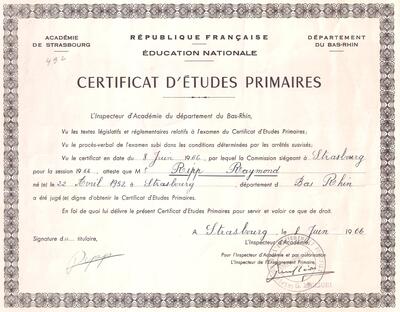 ACADÉMIE
DE STRASBOURG
492
RÉPUBLIQUE FRANÇAISE
ÉDUCATION NATIONALE
DÉPARTEMENT
DU BAS-RHIN
CERTIFICAT D'ÉTUDES PRIMAIRES
L'Inspecteur d'Académie du département du Bas-Rhin,
Vu les textes législatifs et réglementaires relatifs à l'examen du Certificat d'Études Primaires;
Vu le procès-verbal de l'examen subi dans les conditions déterminées par les arrêtés susvisés;
Vu le certificat en date du 8 Juin 1966, par lequel la Commission siégeant à Strasbourg
pour la session 1966, atteste que M Ripp Raymond
né (e) le 22 Avril 1952 à Strasbourg, département d Bas Rhin
a été jugé (e) digne d'obtenir le Certificat d'Études Primaires.
En foi de quoi lui délivre le présent Certificat d'Études Primaires pour servir et valoir ce que de droit.
A Strasbourg le 8 Juin 1966
Signature du titulaire,
Ripp
L'Inspecteur d'Académie,
Pour l'Inspecteur d'Académie et par autorisation
L'Inspecteur de l'Enseignement Primaire,